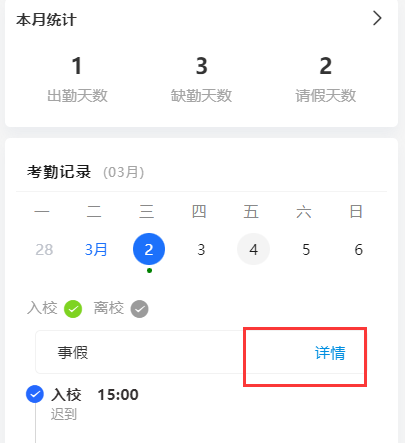 本月统计
1 3 2
出勤天数 缺勤天数 请假天数
考勤记录 (03月)
一 二 三 四 五 六 日
28 3月 2 3 4 5 6
入校 离校
事假 详情
入校 15:00
迟到